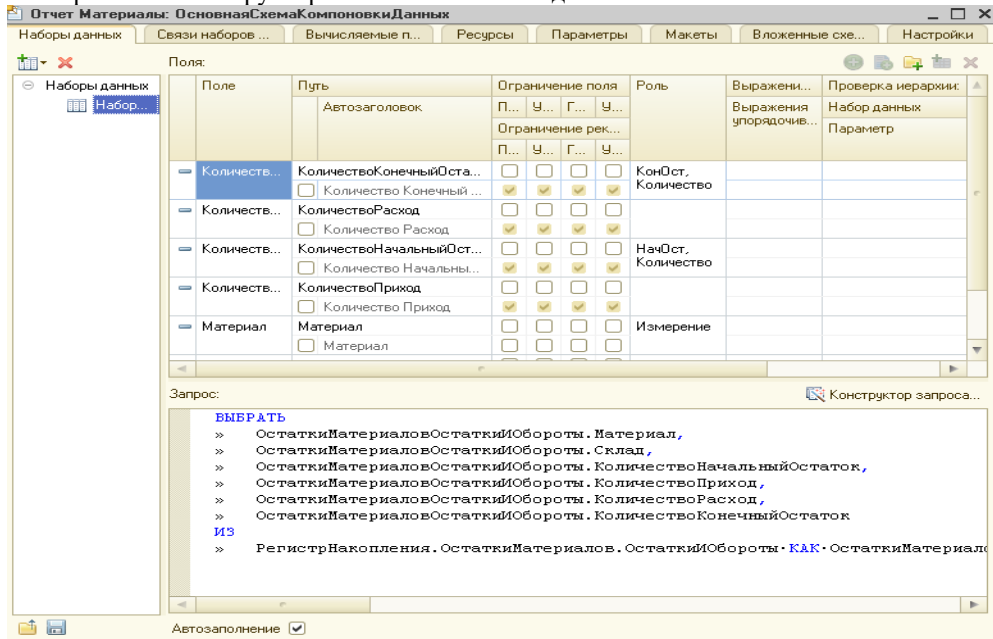 Отчет Материалы: ОсновнаяСхемаКомпоновкиДанных
Наборы данных Связи наборов ... Вычисляемые п... Ресурсы Параметры Макеты Вложенные схе... Настройки
Поля:
Наборы данных
Набор...
Поле Путь Ограничение поля Роль Выражени... Проверка иерархии:
Автозаголовок П... У... Г... У... Выражения упорядочив... Набор данных
Ограничение рек... Параметр
П... У... Г... У...
Количеств... КоличествоКонечныйОста... КонОст, Количество
Количество Конечный ...
Количеств... КоличествоРасход
Количество Расход
Количеств... КоличествоНачальныйОст... НачОст, Количество
Количество Начальны...
Количеств... КоличествоПриход
Количество Приход
Материал Материал Измерение
Материал
Запрос:
Конструктор запроса...
ВЫБРАТЬ
» ОстаткиМатериаловОстаткиИОбороты.Материал,
» ОстаткиМатериаловОстаткиИОбороты.Склад,
» ОстаткиМатериаловОстаткиИОбороты.КоличествоНачальныйОстаток,
» ОстаткиМатериаловОстаткиИОбороты.КоличествоПриход,
» ОстаткиМатериаловОстаткиИОбороты.КоличествоРасход,
» ОстаткиМатериаловОстаткиИОбороты.КоличествоКонечныйОстаток
ИЗ
» РегистрНакопления.ОстаткиМатериалов.ОстаткиИОбороты·КАК·ОстаткиМатериало
Автозаполнение